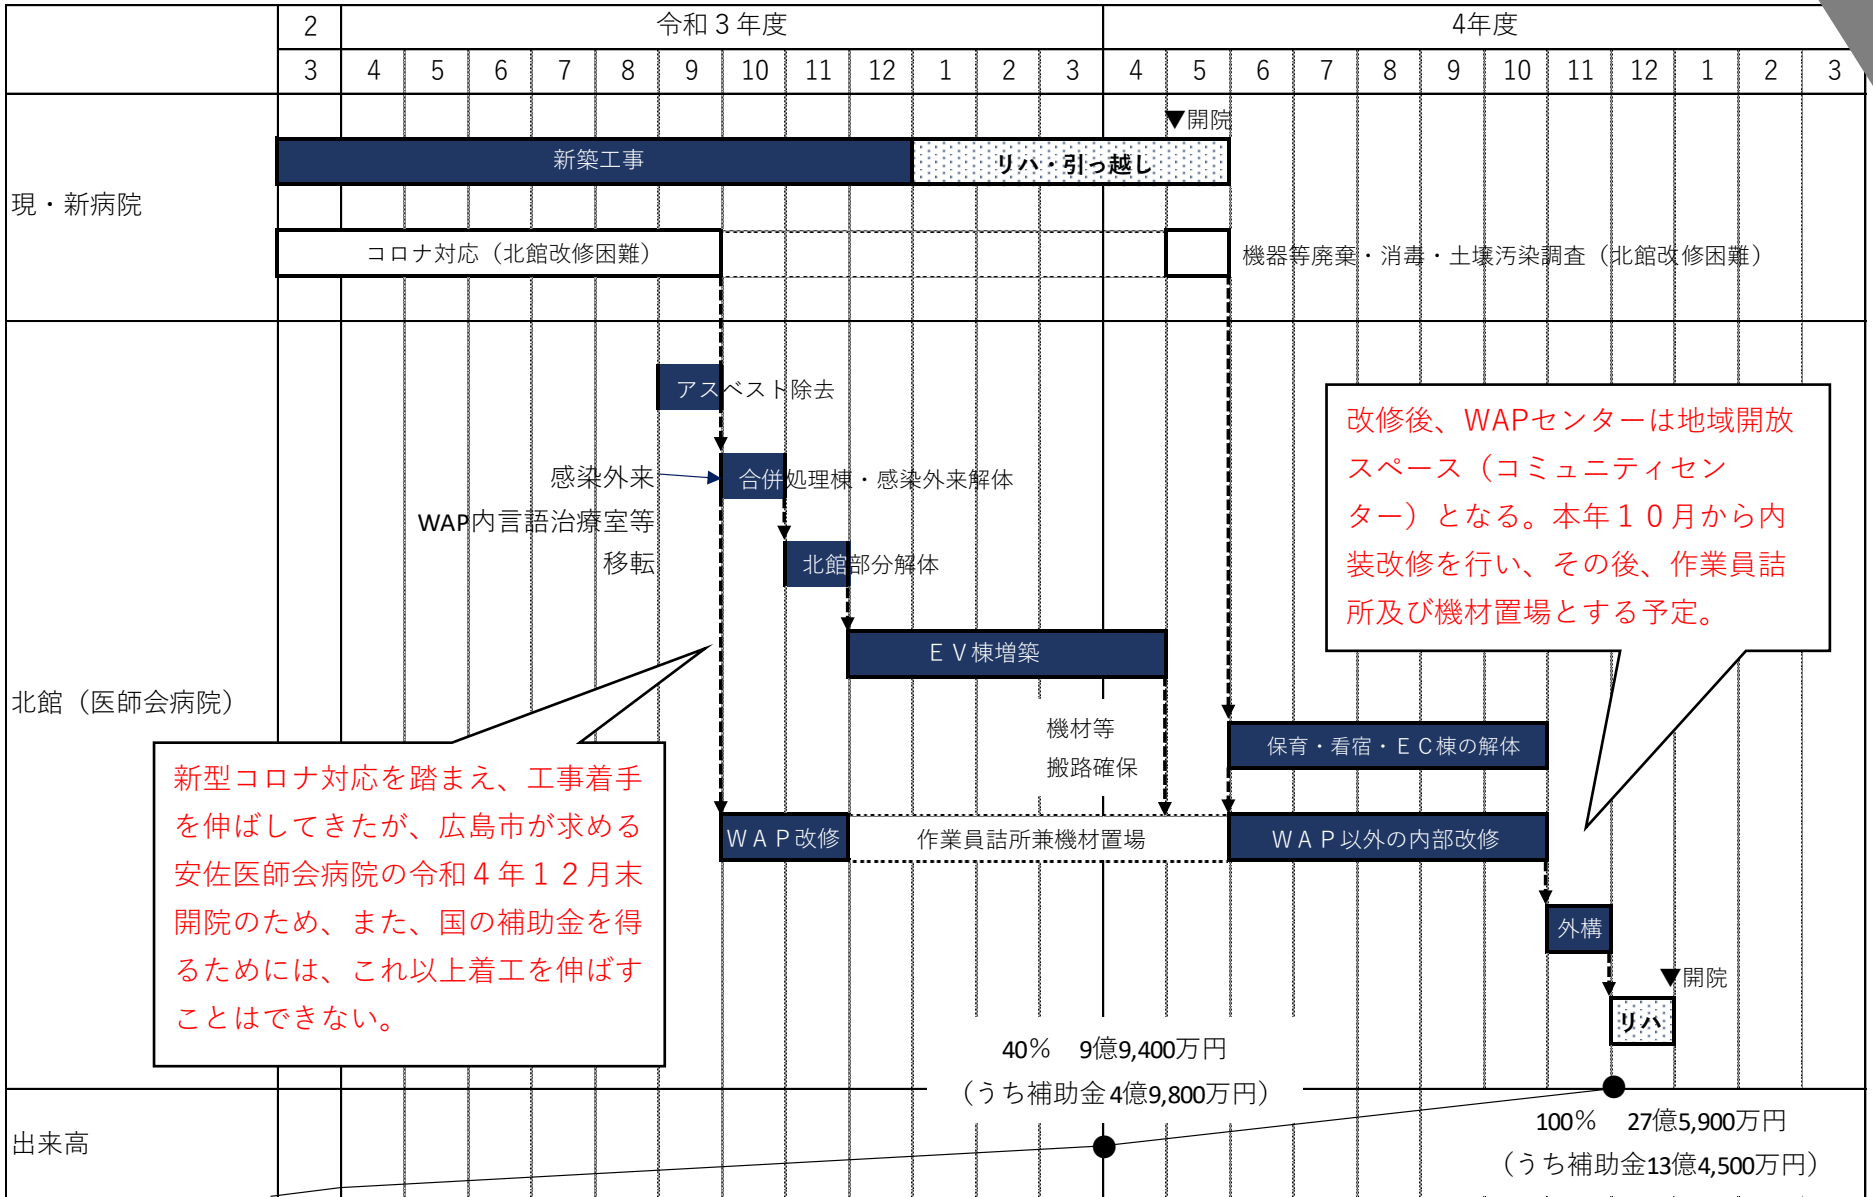 2 令和３年度 4年度
3 4 5 6 7 8 9 10 11 12 1 2 3 4 5 6 7 8 9 10 11 12 1 2 3
現・新病院
▼開院
新築工事 リハ・引っ越し
コロナ対応（北館改修困難） 機器等廃棄・消毒・土壌汚染調査（北館改修困難）
北館（医師会病院）
アスベスト除去
感染外来 合併処理棟・感染外来解体
WAP内言語治療室等
移転 北館部分解体
ＥＶ棟増築
機材等
搬路確保
保育・看宿・ＥＣ棟の解体
ＷＡＰ改修 作業員詰所兼機材置場 ＷＡＰ以外の内部改修
外構
▼開院
リハ
改修後、WAPセンターは地域開放
スペース（コミュニティセン
ター）となる。本年１０月から内
装改修を行い、その後、作業員詰
所及び機材置場とする予定。
新型コロナ対応を踏まえ、工事着手
を伸ばしてきたが、広島市が求める
安佐医師会病院の令和４年１２月末
開院のため、また、国の補助金を得
るためには、これ以上着工を伸ばす
ことはできない。
出来高
40％ 9億9,400万円
（うち補助金4億9,800万円）
100％ 27億5,900万円
（うち補助金13億4,500万円）